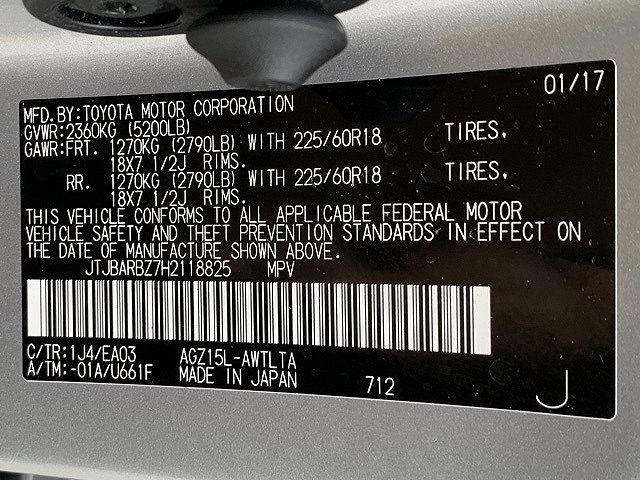 01/17
MFD.BY:TOYOTA MOTOR CORPORATION
GVWR:2360KG (5200LB)
GAWR:FRT. 1270KG (2790LB) WITH 225/60R18 TIRES,
18X7 1/2J RIMS.
RR. 1270KG (2790LB) WITH 225/60R18 TIRES,
18X7 1/2J RIMS.
THIS VEHICLE CONFORMS TO ALL APPLICABLE FEDERAL MOTOR
VEHICLE SAFETY AND THEFT PREVENTION STANDARDS IN EFFECT ON
THE DATE OF MANUFACTURE SHOWN ABOVE.
JTJBARBZ7H2118825 MPV
C/TR:1J4/EA03 AGZ15L-AWTLTA
A/TM:-01A/U661F MADE IN JAPAN 712 J